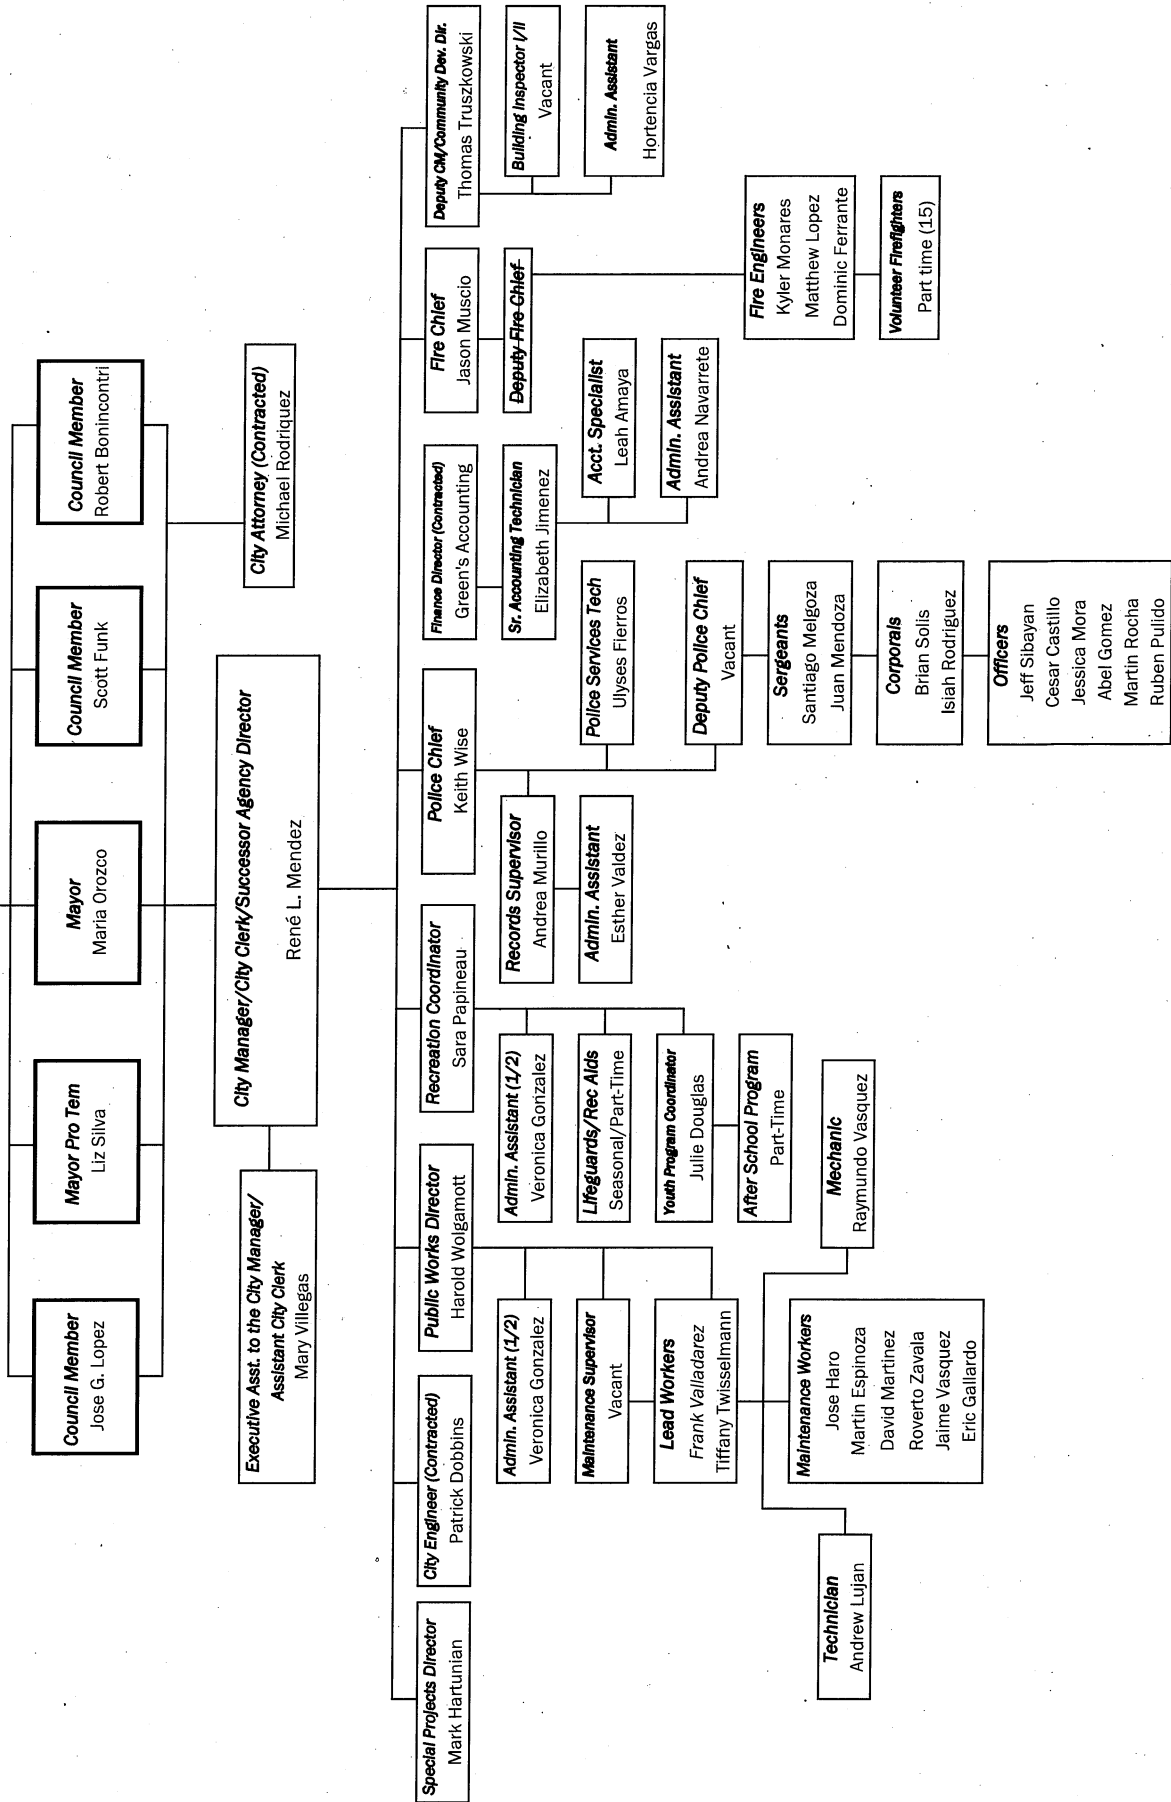 Council Member
Jose G. Lopez
Mayor Pro Tem
Liz Silva
Mayor
Maria Orozco
Council Member
Scott Funk
Council Member
Robert Bonincontri
Executive Asst. to the City Manager/
Assistant City Clerk
Mary Villegas
City Manager/City Clerk/Successor Agency Director
René L. Mendez
City Attorney (Contracted)
Michael Rodriquez
Special Projects Director
Mark Hartunian
City Engineer (Contracted)
Patrick Dobbins
Public Works Director
Harold Wolgamott
Admin. Assistant (1/2)
Veronica Gonzalez
Maintenance Supervisor
Vacant
Lead Workers
Frank Valladarez
Tiffany Twisselmann
Technician
Andrew Lujan
Maintenance Workers
Jose Haro
Martin Espinoza
David Martinez
Roverto Zavala
Jaime Vasquez
Eric Gallardo
Mechanic
Raymundo Vasquez
Recreation Coordinator
Sara Papineau
Admin. Assistant (1/2)
Veronica Gonzalez
Lifeguards/Rec Aids
Seasonal/Part-Time
Youth Program Coordinator
Julie Douglas
After School Program
Part-Time
Police Chief
Keith Wise
Records Supervisor
Andrea Murillo
Admin. Assistant
Esther Valdez
Police Services Tech
Ulyses Fierros
Deputy Police Chief
Vacant
Sergeants
Santiago Melgoza
Juan Mendoza
Corporals
Brian Solis
Isiah Rodriguez
Officers
Jeff Sibayan
Cesar Castillo
Jessica Mora
Abel Gomez
Martin Rocha
Ruben Pulido
Finance Director (Contracted)
Green's Accounting
Sr. Accounting Technician
Elizabeth Jimenez
Acct. Specialist
Leah Amaya
Admin. Assistant
Andrea Navarrete
Fire Chief
Jason Muscio
Deputy Fire Chief
Fire Engineers
Kyler Monares
Matthew Lopez
Dominic Ferrante
Volunteer Firefighters
Part time (15)
Deputy CM/Community Dev. Dir.
Thomas Truszkowski
Building Inspector I/II
Vacant
Admin. Assistant
Hortencia Vargas